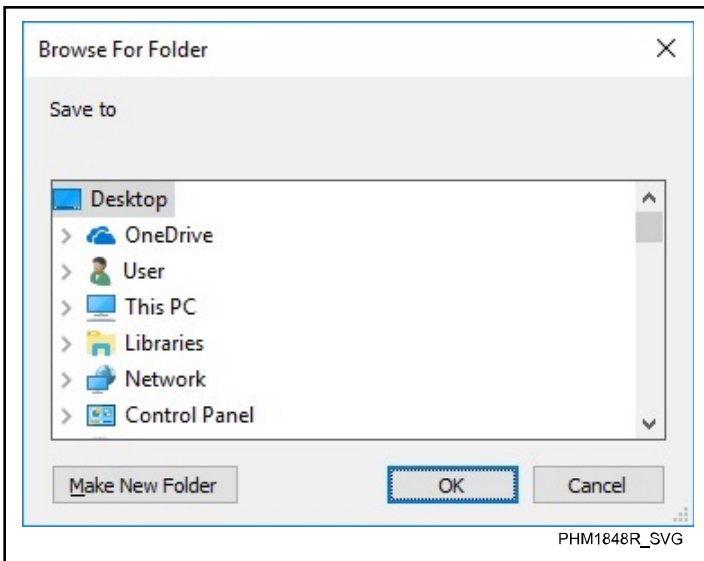 Browse For Folder
Save to
Desktop
OneDrive
User
This PC
Libraries
Network
Control Panel
Make New Folder OK Cancel
PHM1848R_SVG